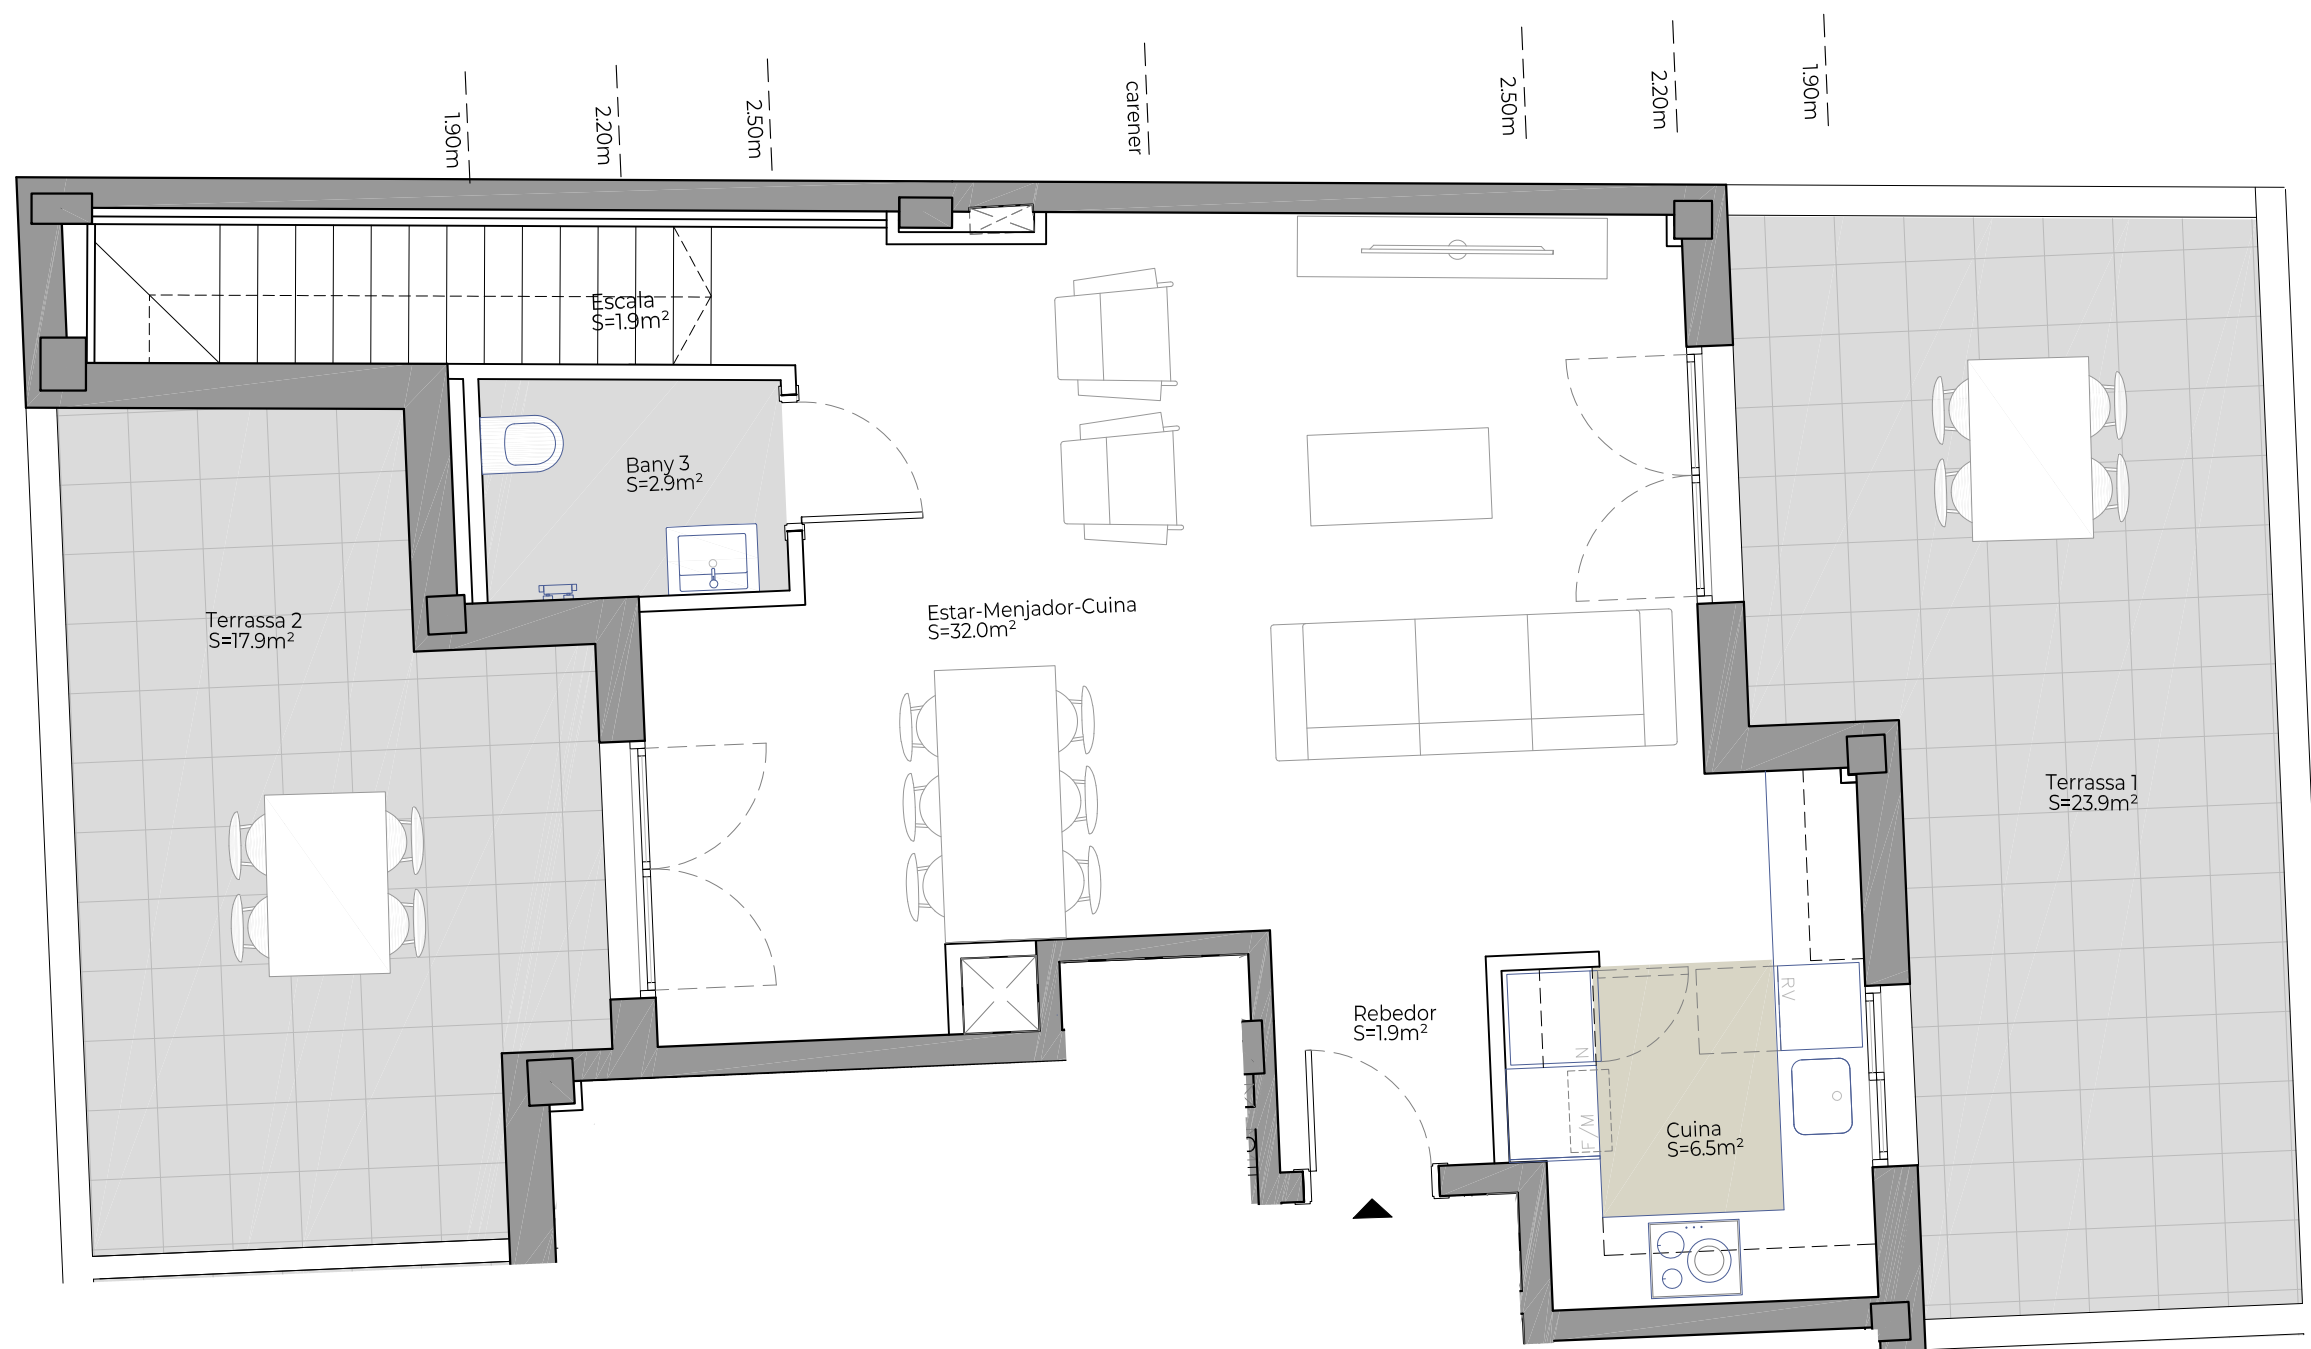 1.90m
2.20m
2.50m
carener
2.50m
2.20m
1.90m
Escala
S=1.9m²
Bany 3
S=2.9m²
Terrassa 2
S=17.9m²
Estar-Menjador-Cuina
S=32.0m²
Terrassa 1
S=23.9m²
Rebedor
S=1.9m²
RV
N
F/M
Cuina
S=6.5m²